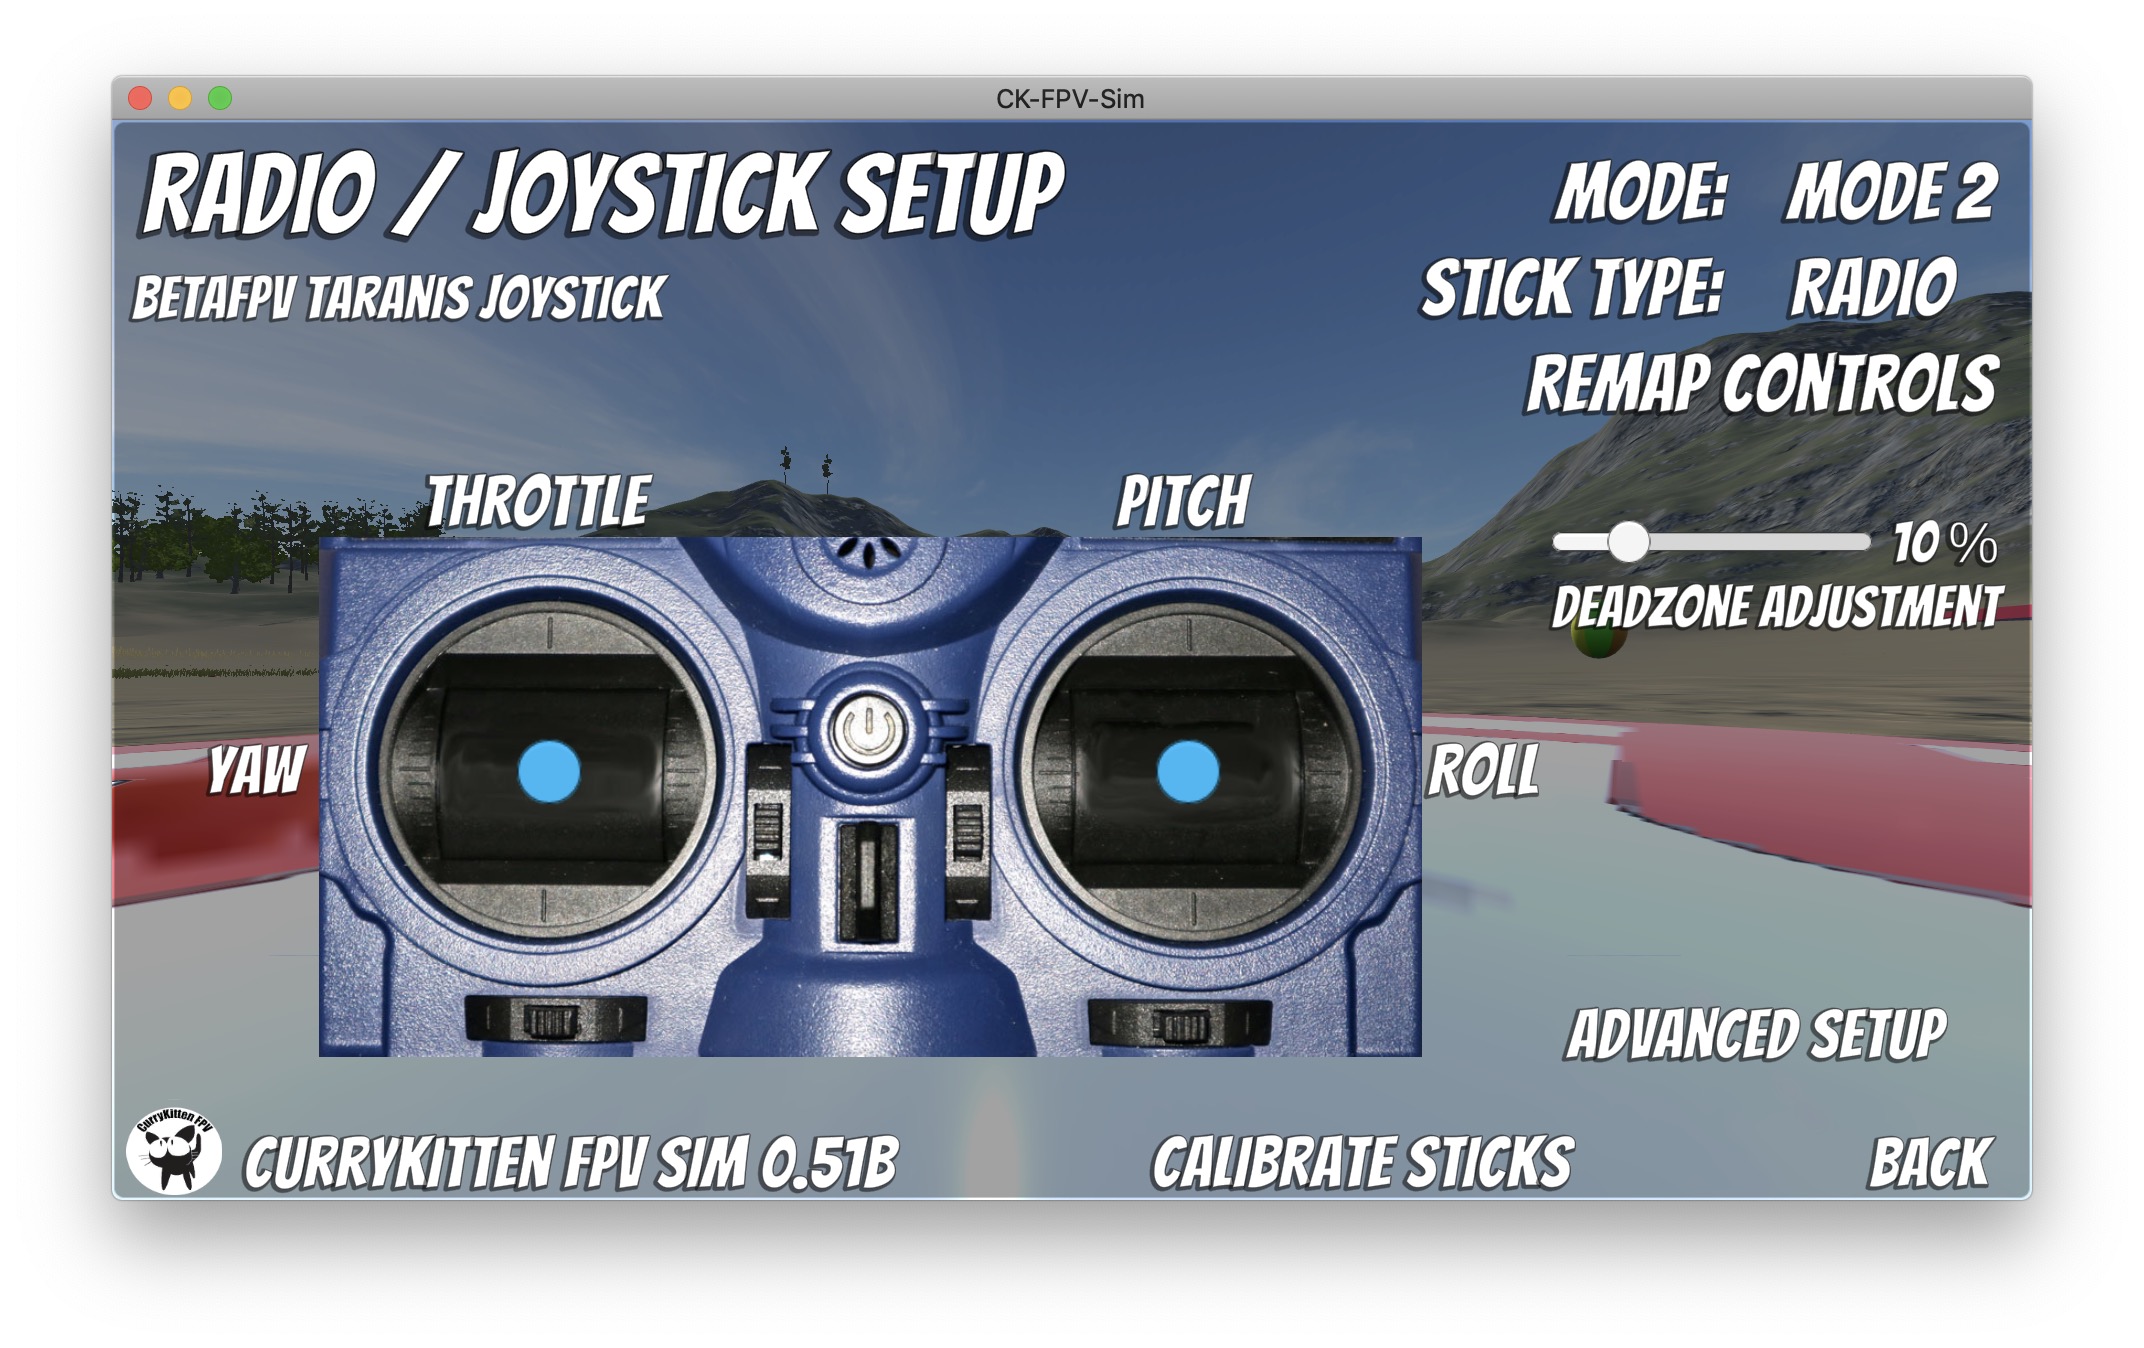 CK-FPV-Sim
RADIO / JOYSTICK SETUP
BETAFPV TARANIS JOYSTICK
MODE: MODE 2
STICK TYPE: RADIO
REMAP CONTROLS
THROTTLE
PITCH
10 %
DEADZONE ADJUSTMENT
YAW
ROLL
ADVANCED SETUP
CurryKitten FPV
CURRYKITTEN FPV SIM 0.51B
CALIBRATE STICKS
BACK